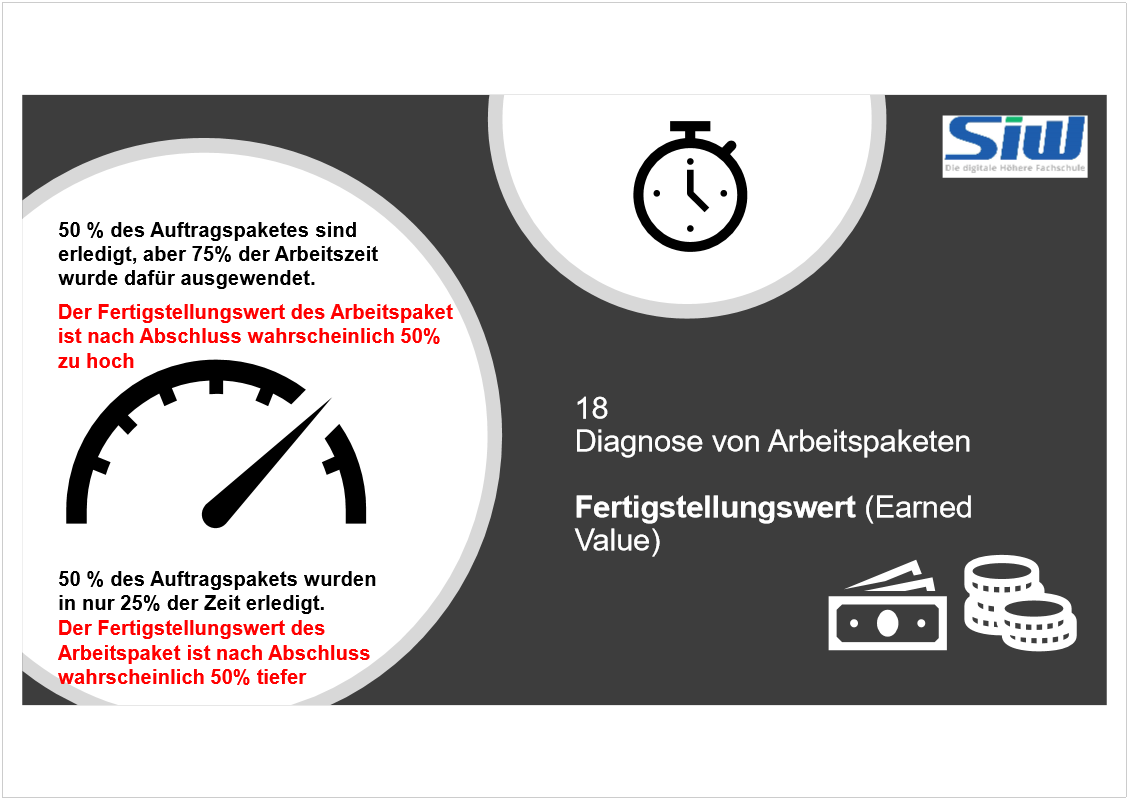 Siw
Die digitale Höhere Fachschule
50 % des Auftragspaketes sind
erledigt, aber 75% der Arbeitszeit
wurde dafür ausgewendet.
Der Fertigstellungswert des Arbeitspaket
ist nach Abschluss wahrscheinlich 50%
zu hoch
18
Diagnose von Arbeitspaketen
Fertigstellungswert (Earned
Value)
50 % des Auftragspakets wurden
in nur 25% der Zeit erledigt.
Der Fertigstellungswert des
Arbeitspaket ist nach Abschluss
wahrscheinlich 50% tiefer